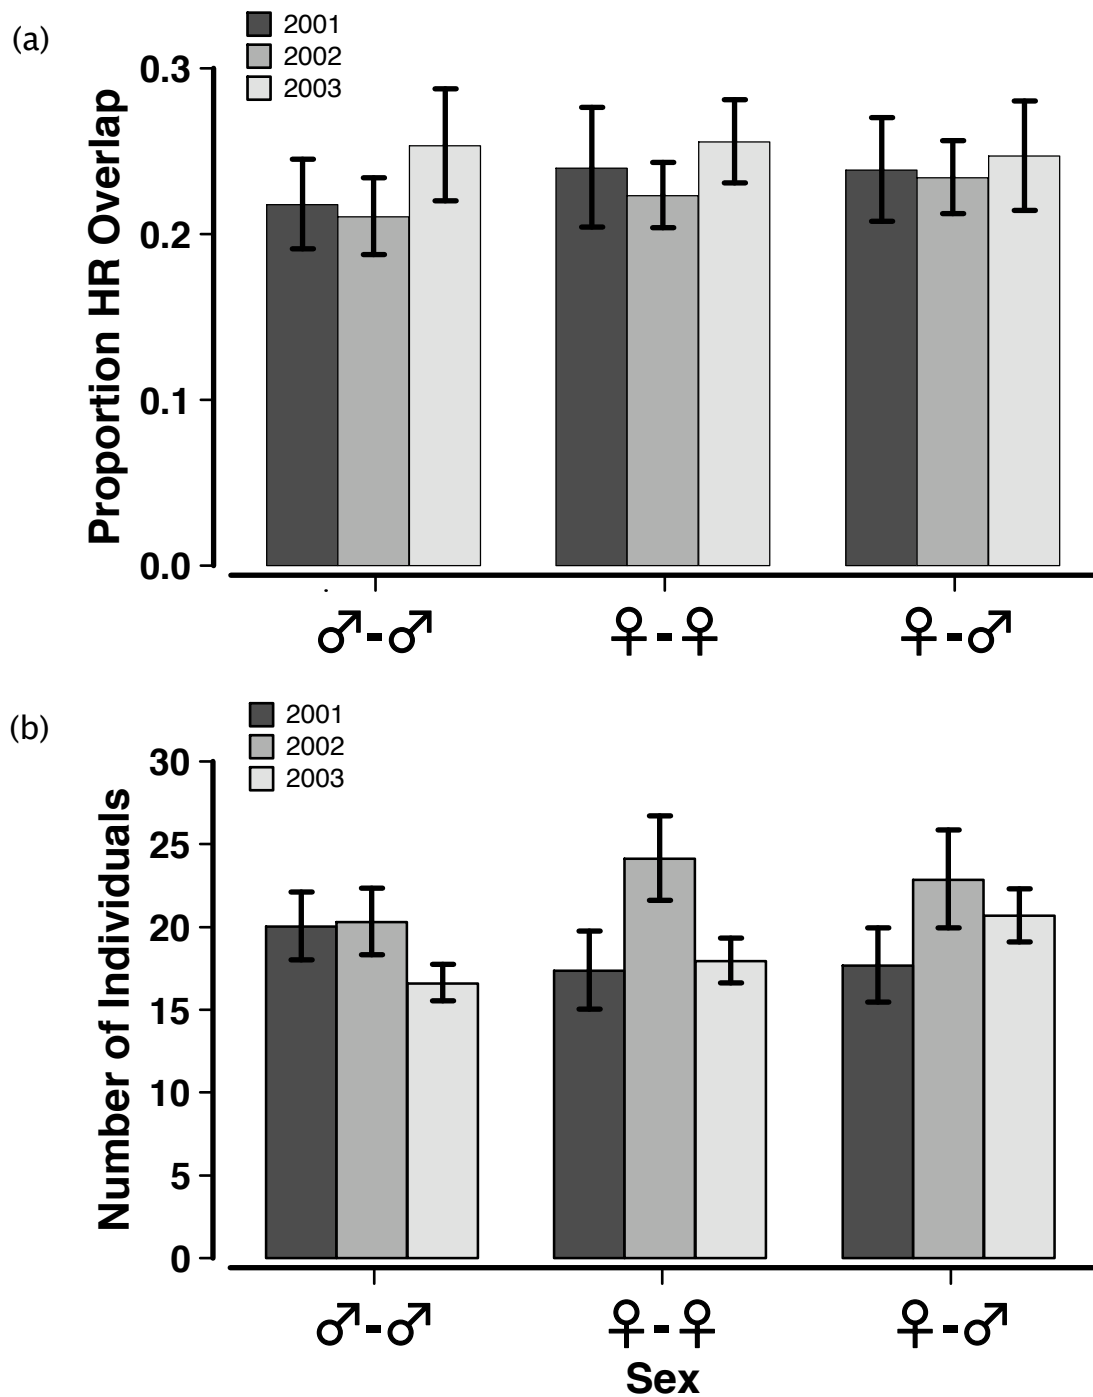 (a)
2001
2002
2003
0.3
0.2
0.1
0.0
Proportion HR Overlap
♂-♂ ♀-♀ ♀-♂
(b)
2001
2002
2003
30
25
20
15
10
5
0
Number of Individuals
♂-♂ ♀-♀ ♀-♂
Sex